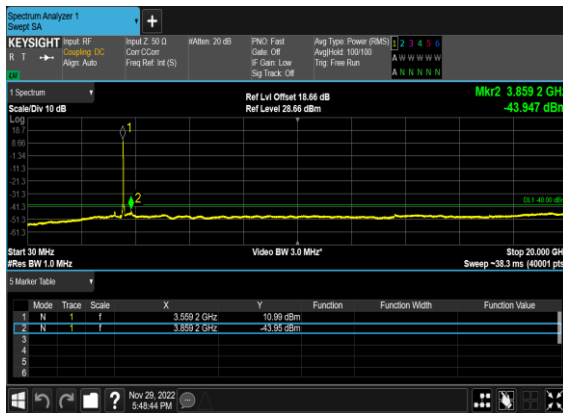 Spectrum Analyzer 1
Swept SA
+
KEYSIGHT Input: RF Input Z: 50 Ω #Atten: 20 dB PNO: Fast Avg Type: Power (RMS) 1 2 3 4 5 6
R T Coupling: DC Corr CCorr Gate: Off Avg|Hold: 100/100 A W W W W W
Align: Auto Freq Ref: Int (S) IF Gain: Low Trig: Free Run
Sig Track: Off A N N N N N
1 Spectrum Ref Lvl Offset 18.66 dB Mkr2 3.859 2 GHz
Scale/Div 10 dB Ref Level 28.66 dBm -43.947 dBm
Log
18.7
8.66
-1.34
-11.3
-21.3
-31.3
-41.3
-51.3
-61.3
1
2
DL1 -40.00 dBm
Start 30 MHz Video BW 3.0 MHz* Stop 20.000 GH
#Res BW 1.0 MHz Sweep ~38.3 ms (40001 pts
5 Marker Table
Mode Trace Scale X Y Function Function Width Function Value
1 N 1 f 3.559 2 GHz 10.99 dBm
2 N 1 f 3.859 2 GHz -43.95 dBm
3
4
5
6
? Nov 29, 2022
5:48:44 PM